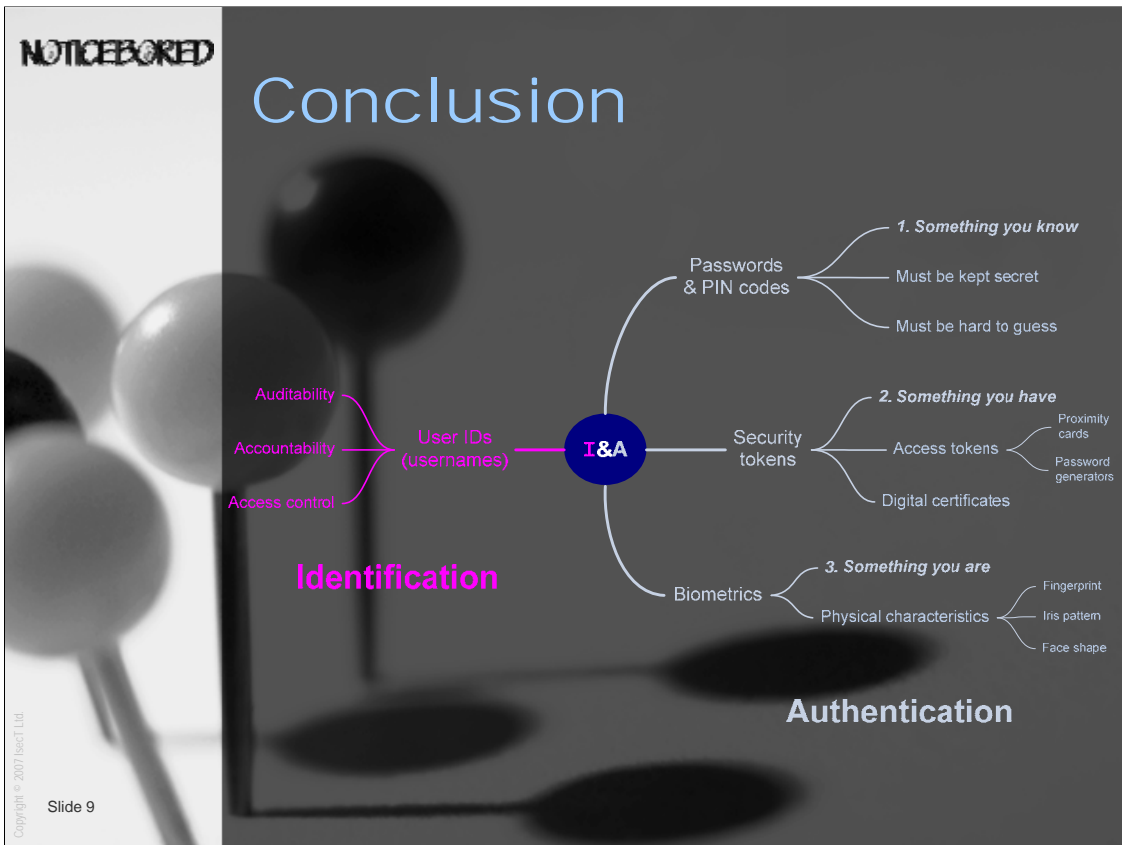 NOTICEBORED
Conclusion
Auditability
Accountability
Access control
User IDs
(usernames)
Identification
I&A
Passwords
& PIN codes
1. Something you know
Must be kept secret
Must be hard to guess
Security
tokens
2. Something you have
Access tokens
Proximity
cards
Password
generators
Digital certificates
Biometrics
3. Something you are
Physical characteristics
Fingerprint
Iris pattern
Face shape
Authentication
Copyright © 2007 IsecT Ltd.
Slide 9